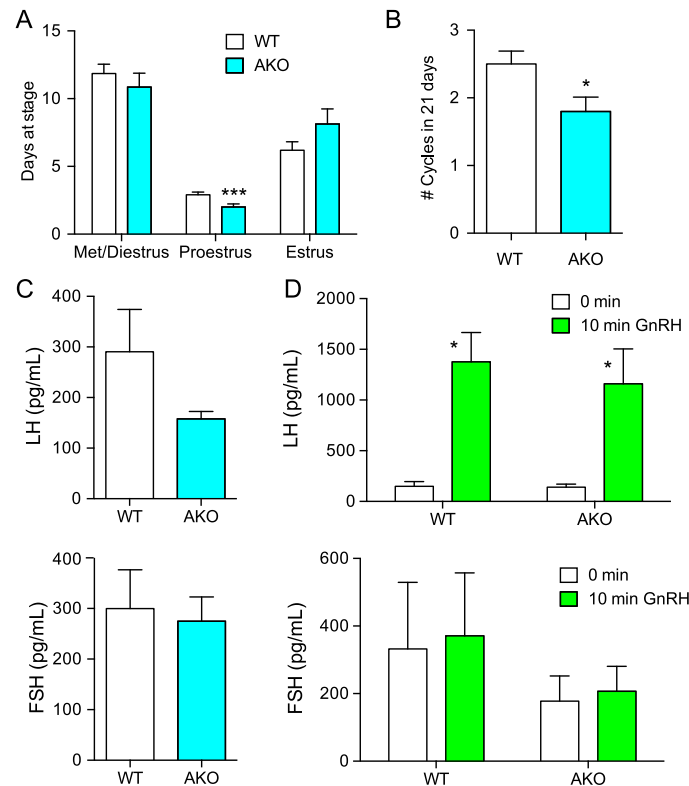 A
15
10
5
0
Days at stage
WT
AKO
***
Met/Diestrus Proestrus Estrus
B
3
2
1
0
# Cycles in 21 days
*
WT AKO
C
400
300
200
100
0
LH (pg/mL)
WT AKO
D
2000
1500
1000
500
0
LH (pg/mL)
0 min
10 min GnRH
*
*
WT AKO
400
300
200
100
0
FSH (pg/mL)
WT AKO
600
400
200
0
FSH (pg/mL)
0 min
10 min GnRH
WT AKO